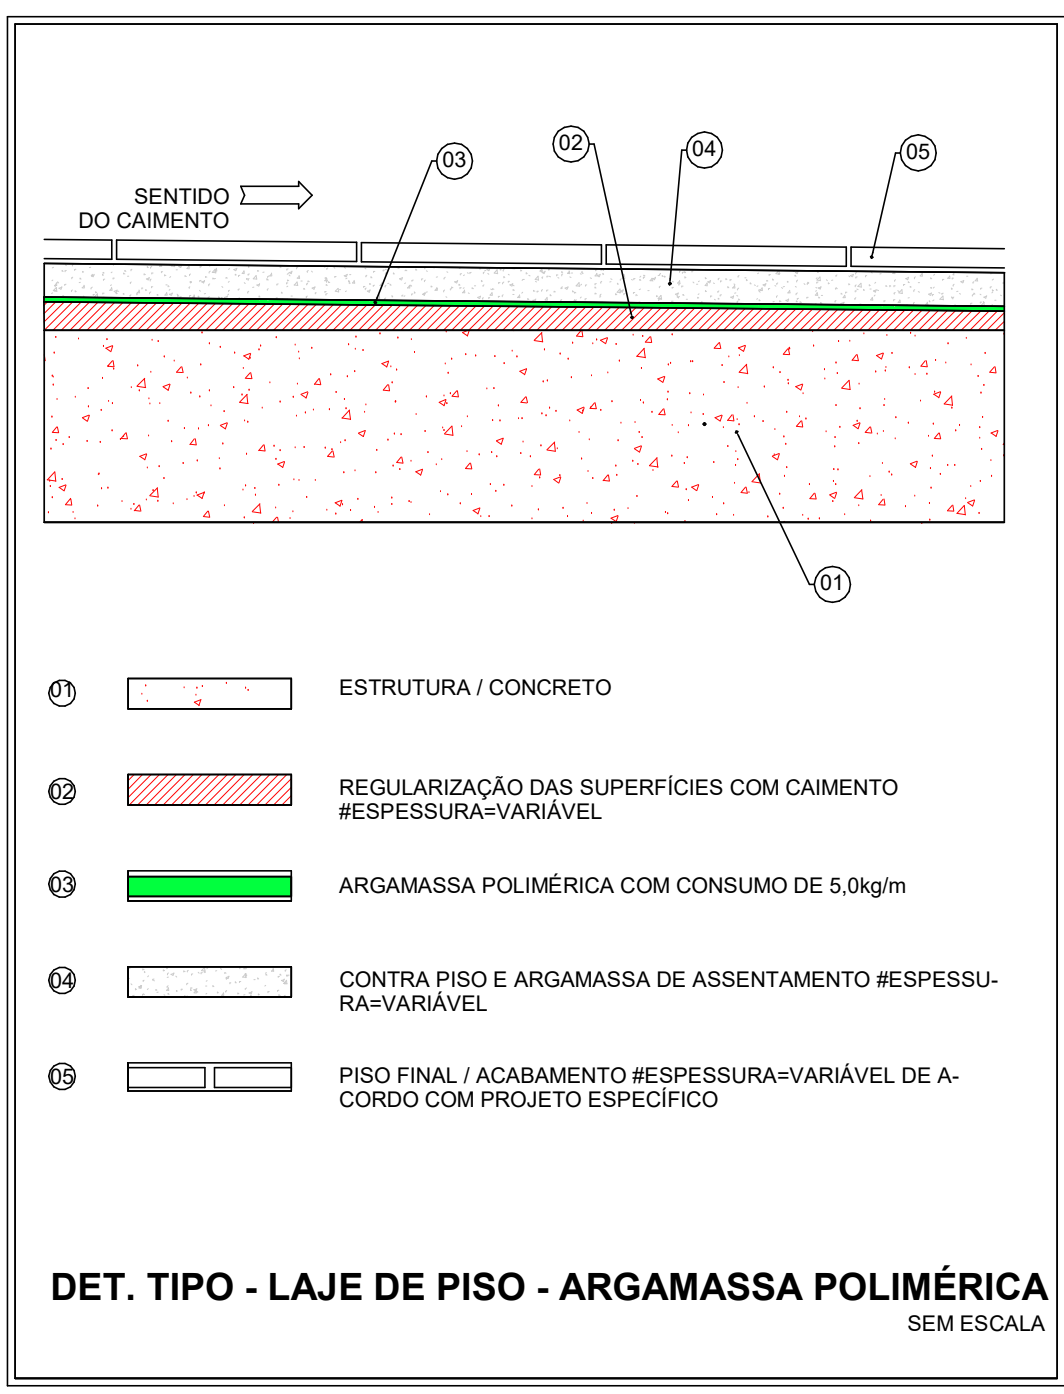 03
02
04
05
SENTIDO
DO CAIMENTO
01
01
ESTRUTURA / CONCRETO
02
REGULARIZAÇÃO DAS SUPERFÍCIES COM CAIMENTO
#ESPESSURA=VARIÁVEL
03
ARGAMASSA POLIMÉRICA COM CONSUMO DE 5,0kg/m
04
CONTRA PISO E ARGAMASSA DE ASSENTAMENTO #ESPESSU-
RA=VARIÁVEL
05
PISO FINAL / ACABAMENTO #ESPESSURA=VARIÁVEL DE A-
CORDO COM PROJETO ESPECÍFICO
DET. TIPO - LAJE DE PISO - ARGAMASSA POLIMÉRICA
SEM ESCALA